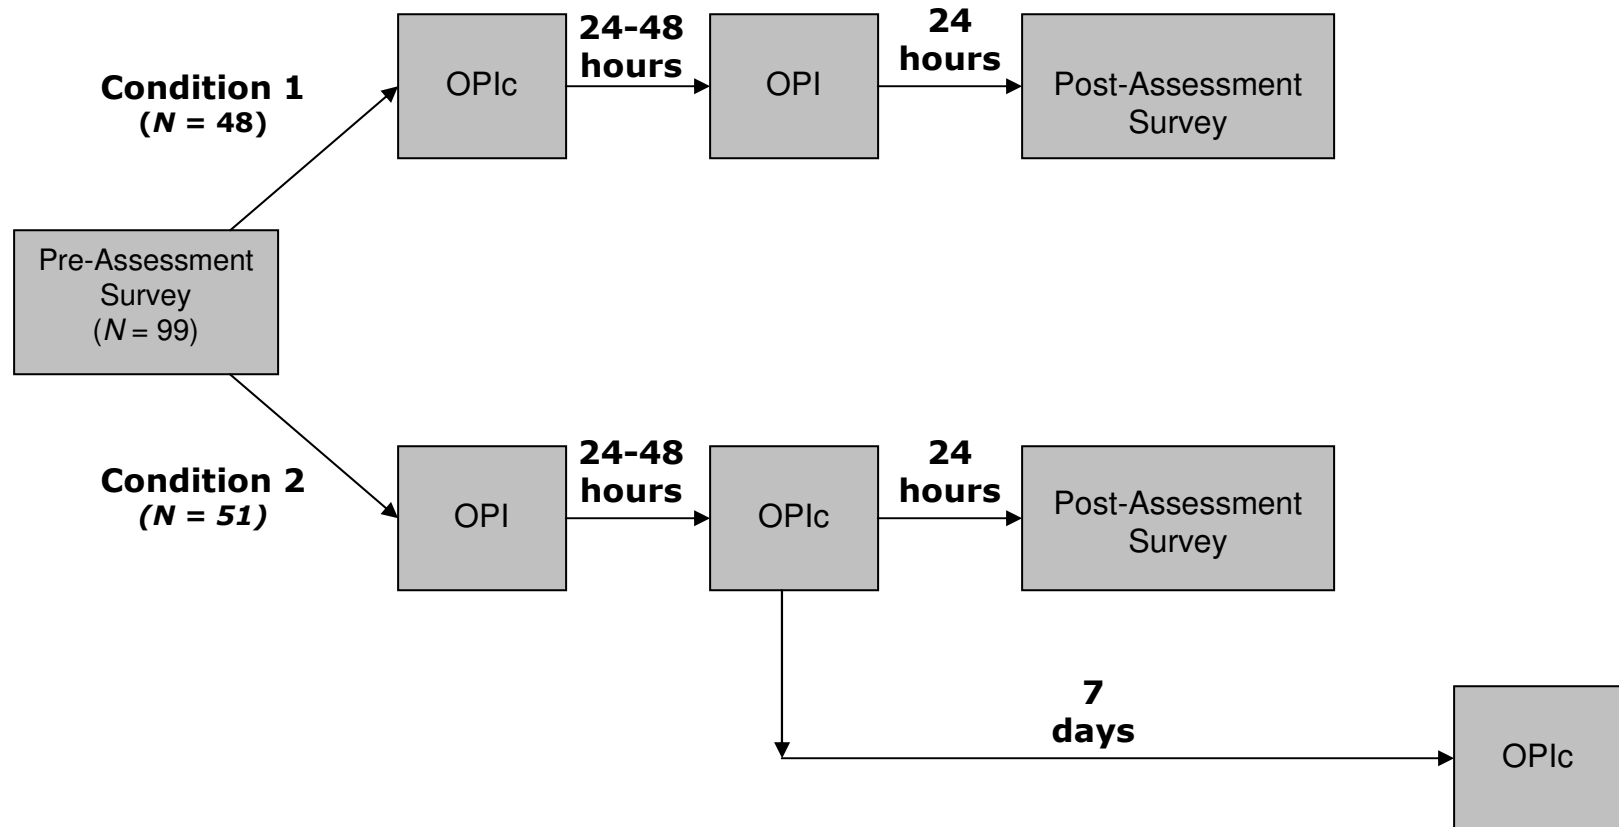 24-48
hours
24
hours
Condition 1
(N = 48)
OPIc
OPI
Post-Assessment
Survey
Pre-Assessment
Survey
(N = 99)
Condition 2
(N = 51)
24-48
hours
24
hours
OPI
OPIc
Post-Assessment
Survey
7
days
OPIc